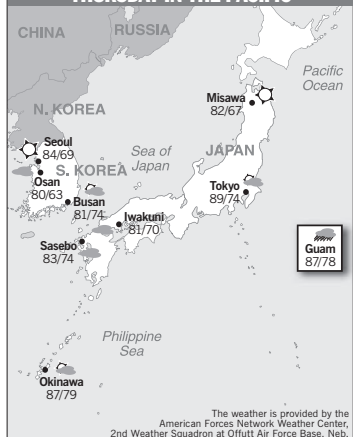 THURSDAY IN THE PACIFIC
CHINA
RUSSIA
Pacific
Ocean
Misawa
82/67
N. KOREA
Seoul
84/69
Sea of
Japan
JAPAN
S. KOREA
Osan
80/63
Tokyo
89/74
Busan
81/74
Iwakuni
81/70
Sasebo
83/74
Guam
87/78
Philippine
Sea
Okinawa
87/79
The weather is provided by the
American Forces Network Weather Center,
2nd Weather Squadron at Offutt Air Force Base, Neb.